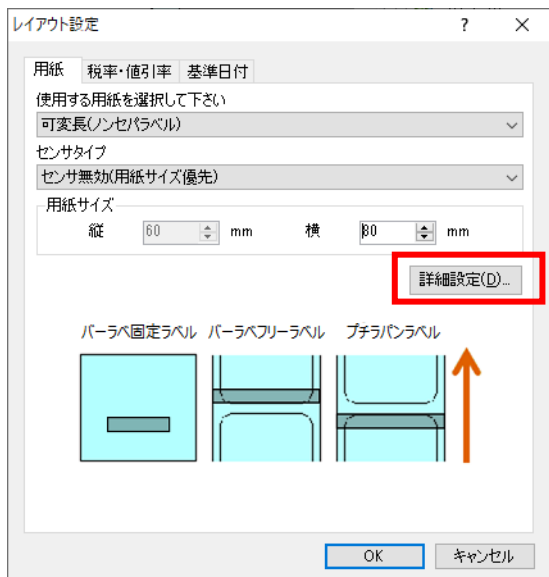 レイアウト設定 ? ×
用紙 税率・値引率 基準日付
使用する用紙を選択して下さい
可変長(ノンセパラベル)
センサタイプ
センサ無効(用紙サイズ優先)
用紙サイズ
縦 60 mm 横 80 mm
詳細設定(D)...
バーラベ固定ラベル バーラベフリーラベル プチラパンラベル
OK キャンセル